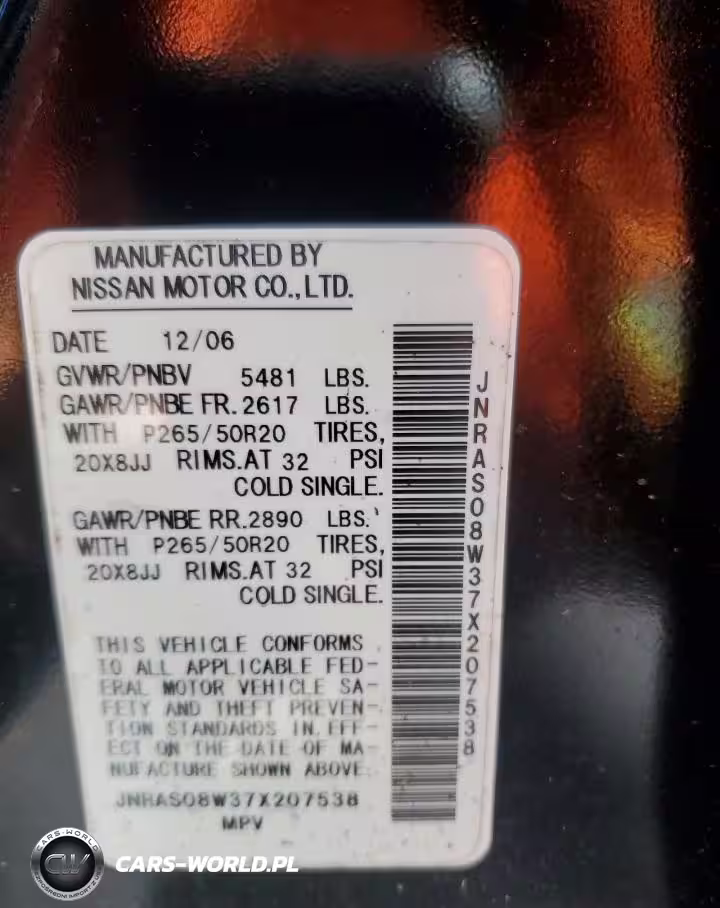 MANUFACTURED BY
NISSAN MOTOR CO.,LTD.
DATE 12/06
GVWR/PNBV 5481 LBS.
GAWR/PNBE FR.2617 LBS.
WITH P265/50R20 TIRES,
20X8JJ RIMS.AT 32 PSI
COLD SINGLE.
GAWR/PNBE RR.2890 LBS.
WITH P265/50R20 TIRES,
20X8JJ RIMS.AT 32 PSI
COLD SINGLE.
THIS VEHICLE CONFORMS
TO ALL APPLICABLE FED-
ERAL MOTOR VEHICLE SA-
FETY AND THEFT PREVEN-
TION STANDARDS IN EFF-
ECT ON THE DATE OF MA-
NUFACTURE SHOWN ABOVE.
JNRAS08W37X207538
MPV
JNRAS08W37X207538
CARS-WORLD
CW
CARS-WORLD.PL